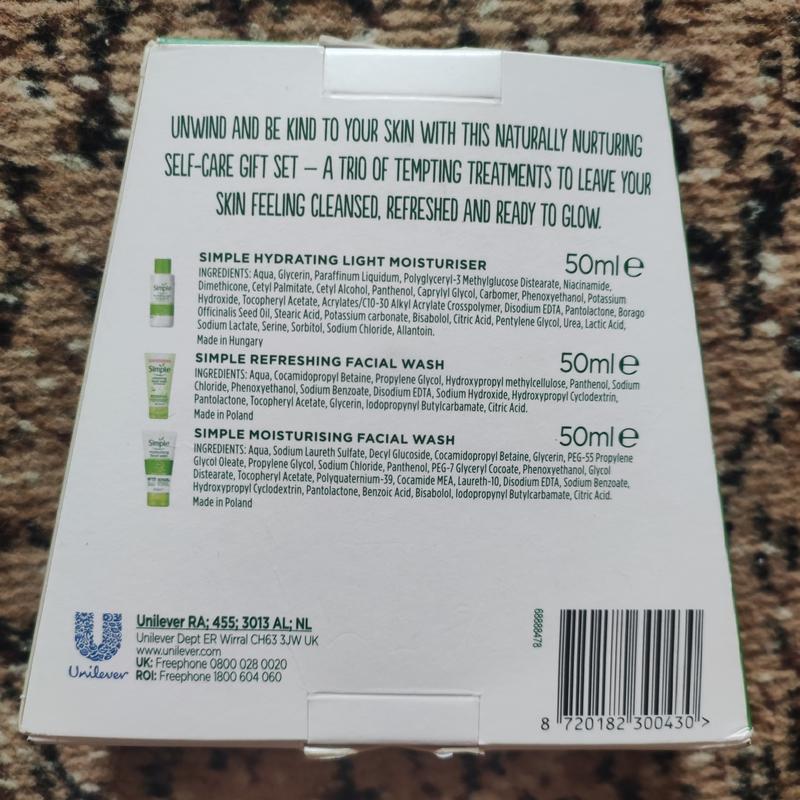 UNWIND AND BE KIND TO YOUR SKIN WITH THIS NATURALLY NURTURING
SELF-CARE GIFT SET – A TRIO OF TEMPTING TREATMENTS TO LEAVE YOUR
SKIN FEELING CLEANSED, REFRESHED AND READY TO GLOW.
SIMPLE HYDRATING LIGHT MOISTURISER 50ml e
INGREDIENTS: Aqua, Glycerin, Paraffinum Liquidum, Polyglyceryl-3 Methylglucose Distearate, Niacinamide,
Dimethicone, Cetyl Palmitate, Cetyl Alcohol, Panthenol, Caprylyl Glycol, Carbomer, Phenoxyethanol, Potassium
Hydroxide, Tocopheryl Acetate, Acrylates/C10-30 Alkyl Acrylate Crosspolymer, Disodium EDTA, Pantolactone, Borago
Officinalis Seed Oil, Stearic Acid, Potassium carbonate, Bisabolol, Citric Acid, Pentylene Glycol, Urea, Lactic Acid,
Sodium Lactate, Serine, Sorbitol, Sodium Chloride, Allantoin.
Made in Hungary
Simple
SIMPLE REFRESHING FACIAL WASH 50ml e
INGREDIENTS: Aqua, Cocamidopropyl Betaine, Propylene Glycol, Hydroxypropyl methylcellulose, Panthenol, Sodium
Chloride, Phenoxyethanol, Sodium Benzoate, Disodium EDTA, Sodium Hydroxide, Hydroxypropyl Cyclodextrin,
Pantolactone, Tocopheryl Acetate, Glycerin, Iodopropynyl Butylcarbamate, Citric Acid.
Made in Poland
Simple
SIMPLE MOISTURISING FACIAL WASH 50ml e
INGREDIENTS: Aqua, Sodium Laureth Sulfate, Decyl Glucoside, Cocamidopropyl Betaine, Glycerin, PEG-55 Propylene
Glycol Oleate, Propylene Glycol, Sodium Chloride, Panthenol, PEG-7 Glyceryl Cocoate, Phenoxyethanol, Glycol
Distearate, Tocopheryl Acetate, Polyquaternium-39, Cocamide MEA, Laureth-10, Disodium EDTA, Sodium Benzoate,
Hydroxypropyl Cyclodextrin, Pantolactone, Benzoic Acid, Bisabolol, Iodopropynyl Butylcarbamate, Citric Acid.
Made in Poland
Simple
Unilever
Unilever RA; 455; 3013 AL; NL
Unilever Dept ER Wirral CH63 3JW UK
www.unilever.com
UK: Freephone 0800 028 0020
ROI: Freephone 1800 604 060
68888478
8 720182 300430 >